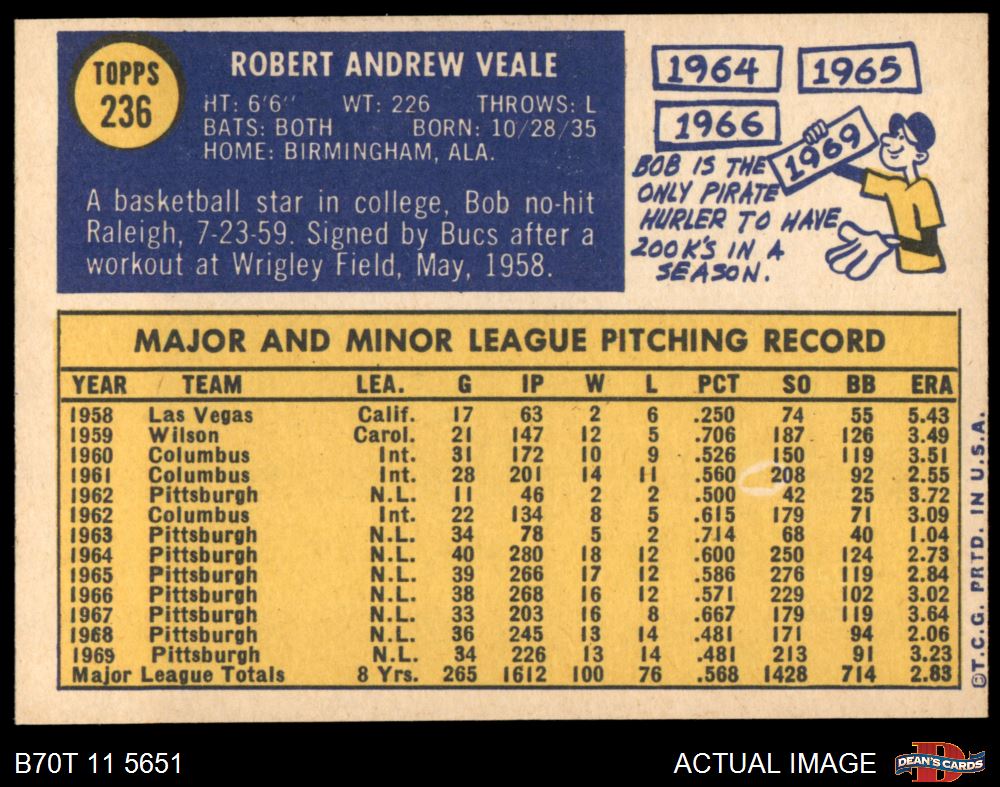 TOPPS
236
ROBERT ANDREW VEALE
HT: 6'6'' WT: 226 THROWS: L
BATS: BOTH BORN: 10/28/35
HOME: BIRMINGHAM, ALA.
A basketball star in college, Bob no-hit
Raleigh, 7-23-59. Signed by Bucs after a
workout at Wrigley Field, May, 1958.
1964 1965
1966
1969
BOB IS THE
ONLY PIRATE
HURLER TO HAVE
200 K'S IN A
SEASON.
MAJOR AND MINOR LEAGUE PITCHING RECORD
YEAR TEAM LEA. G IP W L PCT SO BB ERA
1958 Las Vegas Calif. 17 63 2 6 .250 74 55 5.43
1959 Wilson Carol. 21 147 12 5 .706 187 126 3.49
1960 Columbus Int. 31 172 10 9 .526 150 119 3.51
1961 Columbus Int. 28 201 14 11 .560 208 92 2.55
1962 Pittsburgh N.L. 11 46 2 2 .500 42 25 3.72
1962 Columbus Int. 22 134 8 5 .615 179 71 3.09
1963 Pittsburgh N.L. 34 78 5 2 .714 68 40 1.04
1964 Pittsburgh N.L. 40 280 18 12 .600 250 124 2.73
1965 Pittsburgh N.L. 39 266 17 12 .586 276 119 2.84
1966 Pittsburgh N.L. 38 268 16 12 .571 229 102 3.02
1967 Pittsburgh N.L. 33 203 16 8 .667 179 119 3.64
1968 Pittsburgh N.L. 36 245 13 14 .481 171 94 2.06
1969 Pittsburgh N.L. 34 226 13 14 .481 213 91 3.23
Major League Totals 8 Yrs. 265 1612 100 76 .568 1428 714 2.83
©T.C.G. PRTD. IN U.S.A.
B70T 11 5651
ACTUAL IMAGE
DEAN'S CARDS